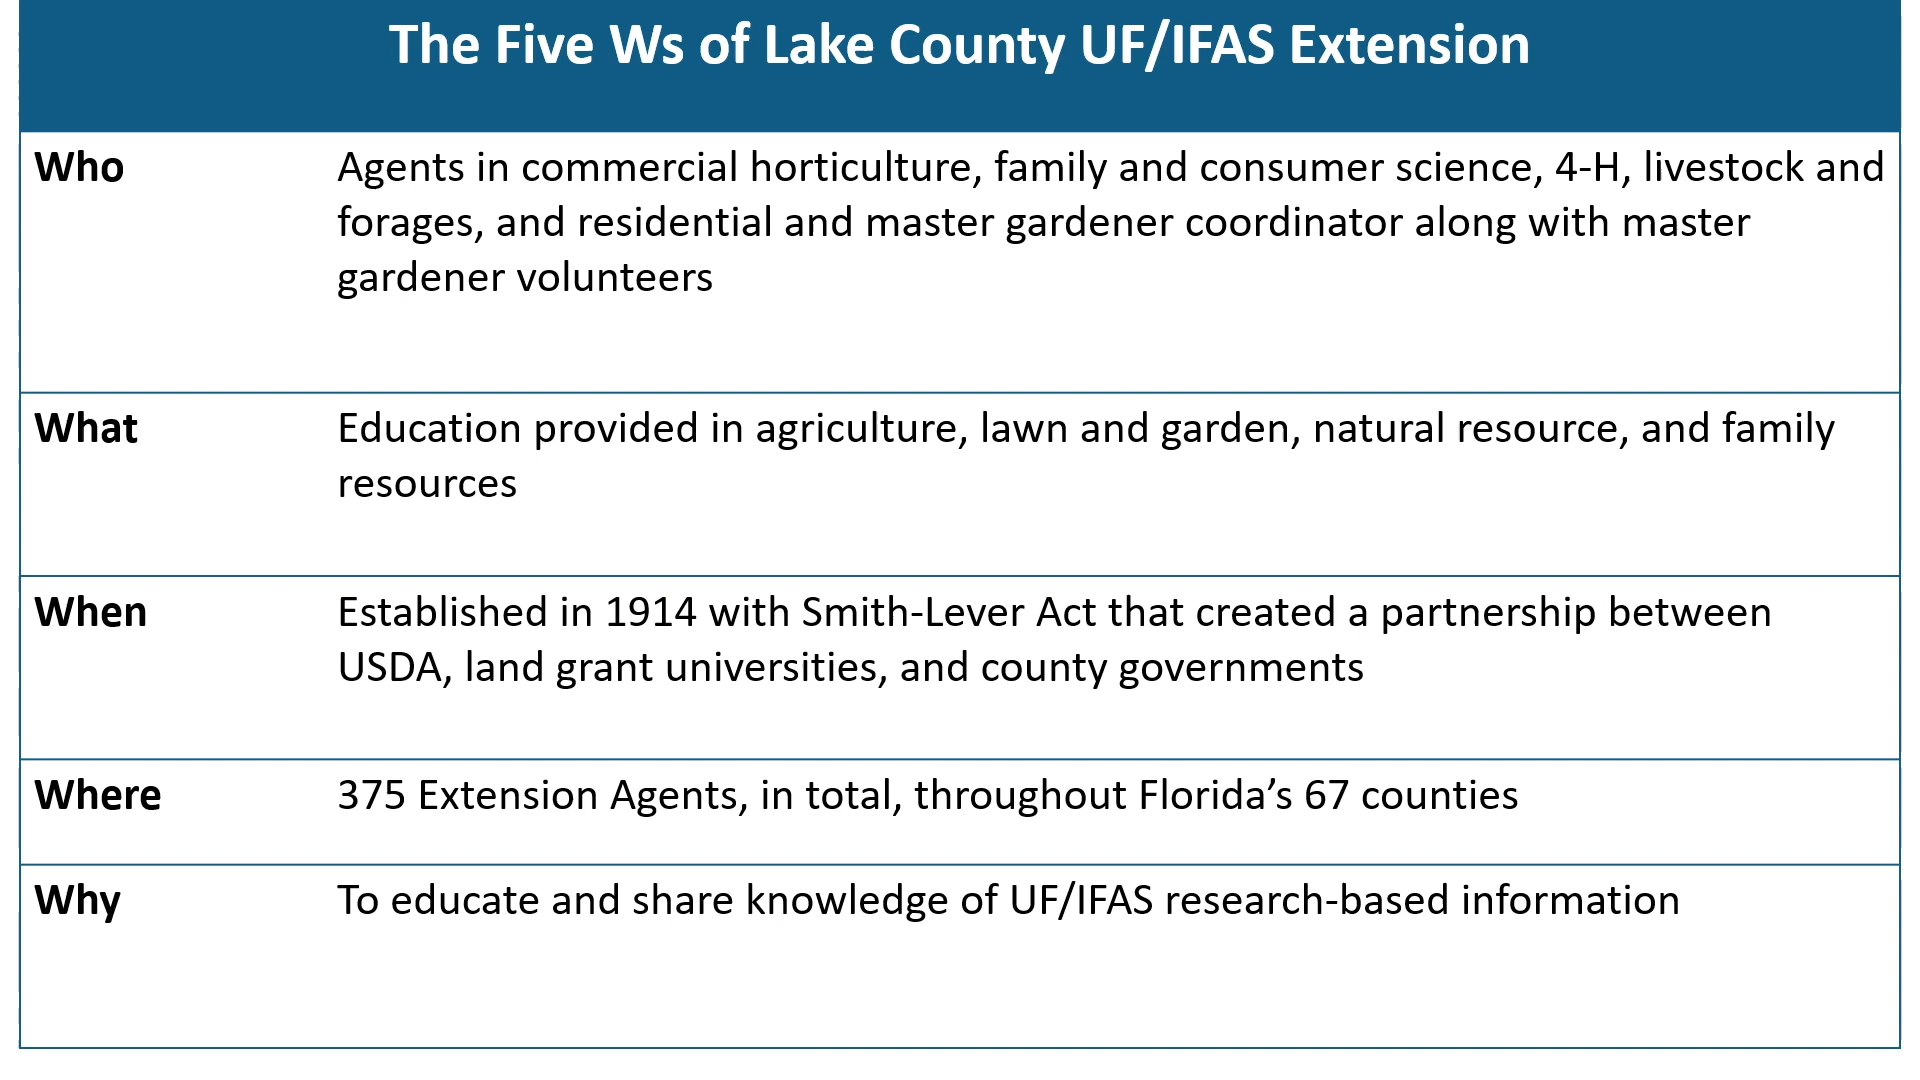 The Five Ws of Lake County UF/IFAS Extension
Who
Agents in commercial horticulture, family and consumer science, 4-H, livestock and
forages, and residential and master gardener coordinator along with master
gardener volunteers
What
Education provided in agriculture, lawn and garden, natural resource, and family
resources
When
Established in 1914 with Smith-Lever Act that created a partnership between
USDA, land grant universities, and county governments
Where
375 Extension Agents, in total, throughout Florida’s 67 counties
Why
To educate and share knowledge of UF/IFAS research-based information